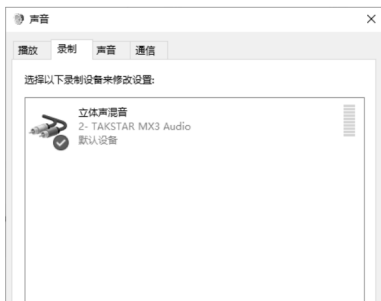 声音
播放 录制 声音 通信
选择以下录制设备来修改设置:
立体声混音
2- TAKSTAR MX3 Audio
默认设备